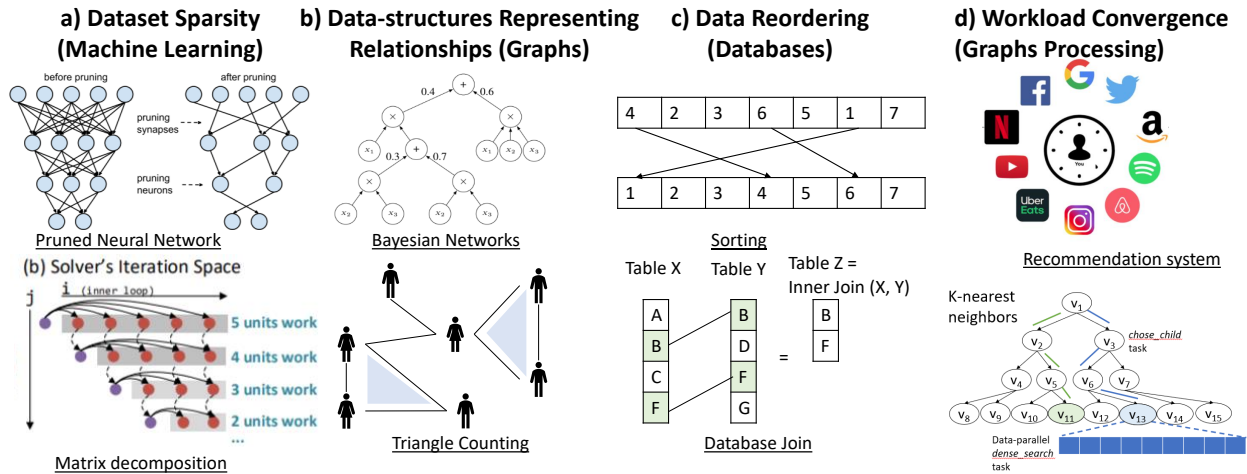 a) Dataset Sparsity
(Machine Learning)
before pruning
after pruning
pruning
synapses
pruning
neurons
Pruned Neural Network
(b) Solver's Iteration Space
j
i (inner loop)
5 units work
4 units work
3 units work
2 units work
...
Matrix decomposition
b) Data-structures Representing
Relationships (Graphs)
+
0.4
0.6
×
×
x₁
+
x₁
x₂
x₃
0.3
0.7
×
×
x₂
x₃
x₂
x₃
Bayesian Networks
Triangle Counting
c) Data Reordering
(Databases)
4 2 3 6 5 1 7
1 2 3 4 5 6 7
Sorting
Table X
Table Y
Table Z =
Inner Join (X, Y)
A
B
C
F
B
D
F
G
=
B
F
Database Join
d) Workload Convergence
(Graphs Processing)
G
f
N
a
You
Uber
Eats
Recommendation system
K-nearest
neighbors
v₁
v₂
v₃
chose_child
task
v₄
v₅
v₆
v₇
v₈
v₉
v₁₀
v₁₁
v₁₂
v₁₃
v₁₄
v₁₅
Data-parallel
dense_search
task